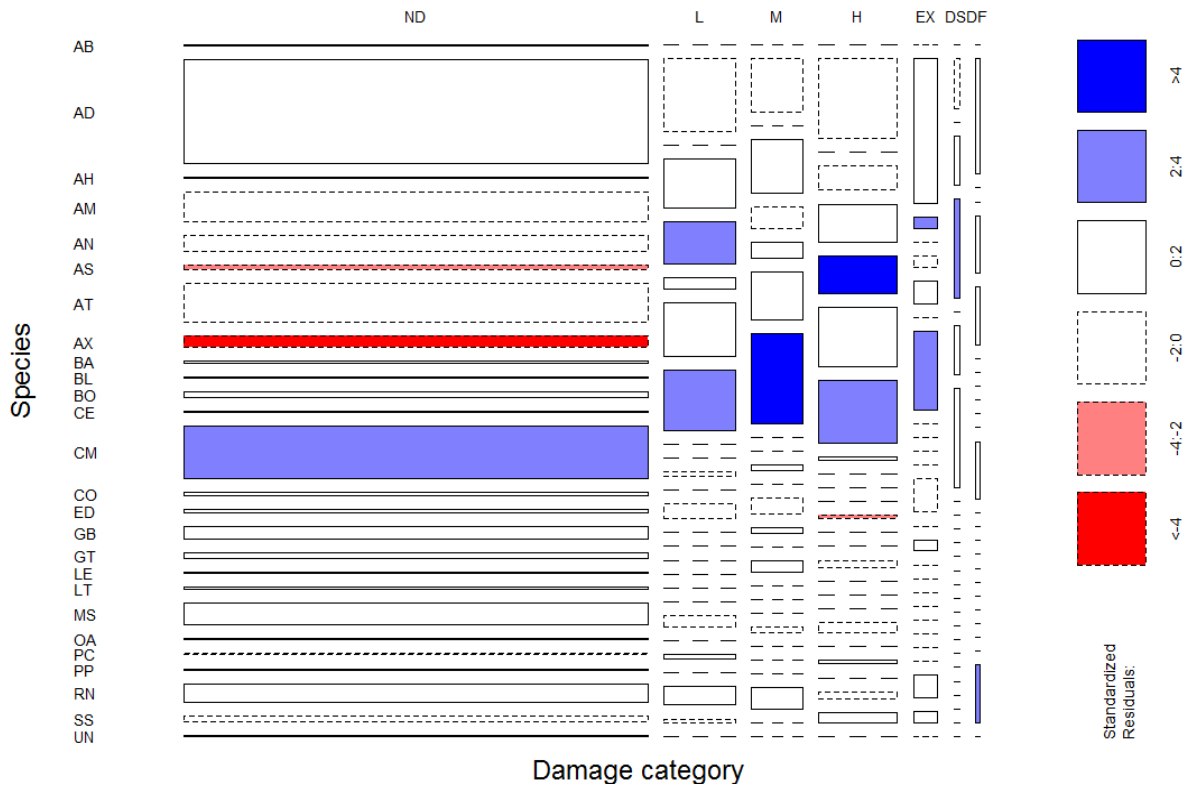 ND L M H EX DS DF
AB
AD
AH
AM
AN
AS
AT
AX
BA
BL
BO
CE
CM
CO
ED
GB
GT
LE
LT
MS
OA
PC
PP
RN
SS
UN
Species
Damage category
>4
2:4
0:2
-2:0
-4:-2
<-4
Standardized
Residuals: